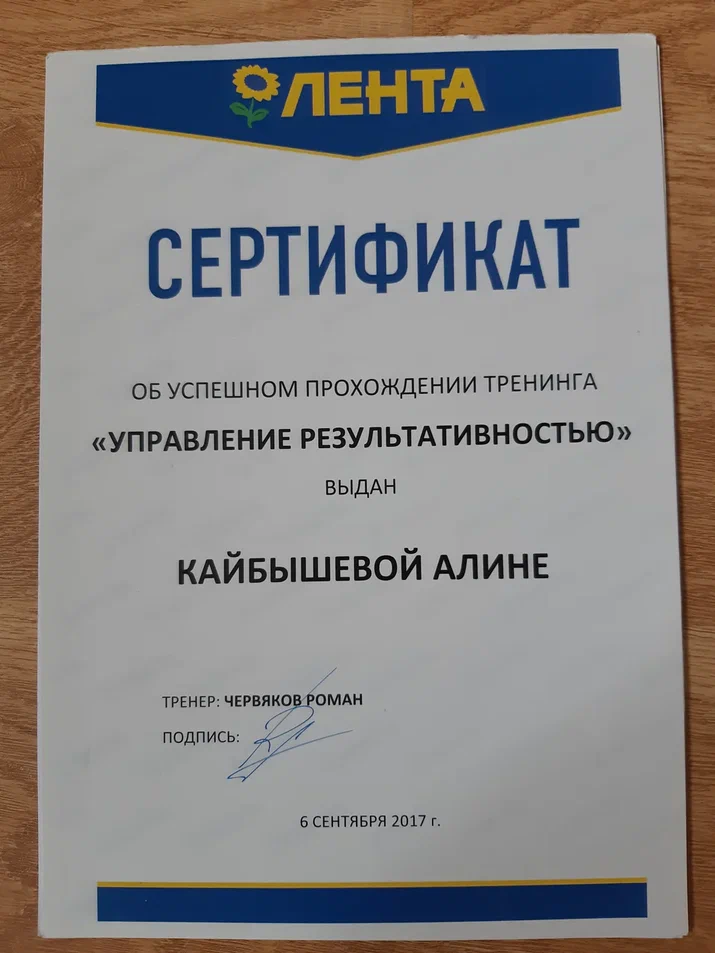 ЛЕНТА
СЕРТИФИКАТ
ОБ УСПЕШНОМ ПРОХОЖДЕНИИ ТРЕНИНГА
«УПРАВЛЕНИЕ РЕЗУЛЬТАТИВНОСТЬЮ»
ВЫДАН
КАЙБЫШЕВОЙ АЛИНЕ
ТРЕНЕР: ЧЕРВЯКОВ РОМАН
ПОДПИСЬ:
6 СЕНТЯБРЯ 2017 г.